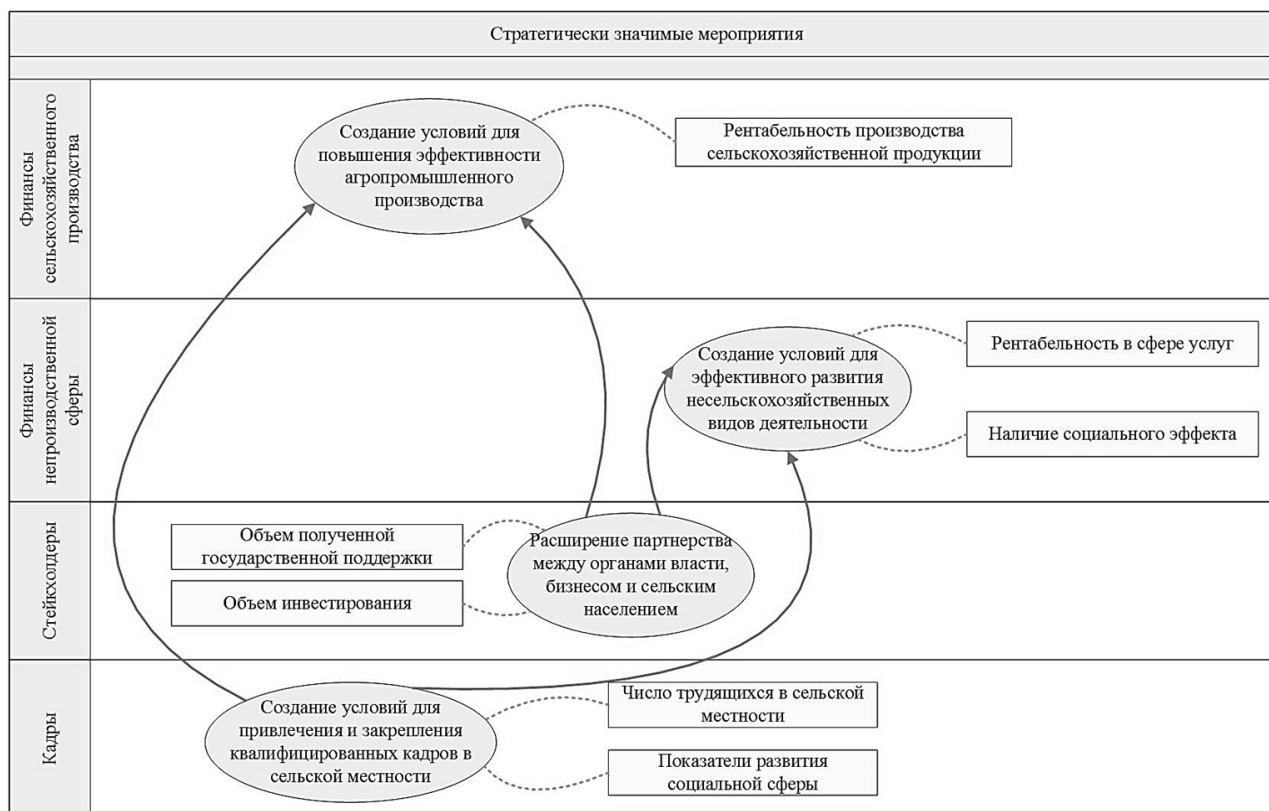 Стратегически значимые мероприятия
Финансы
сельскохозяйственного
производства
Создание условий для
повышения эффективности
агропромышленного
производства
Рентабельность производства
сельскохозяйственной продукции
Финансы
непроизводственной
сферы
Создание условий для
эффективного развития
несельскохозяйственных
видов деятельности
Рентабельность в сфере услуг
Наличие социального эффекта
Стейкхолдеры
Объем полученной
государственной поддержки
Объем инвестирования
Расширение партнерства
между органами власти,
бизнесом и сельским
населением
Кадры
Создание условий для
привлечения и закрепления
квалифицированных кадров в
сельской местности
Число трудящихся в сельской
местности
Показатели развития
социальной сферы